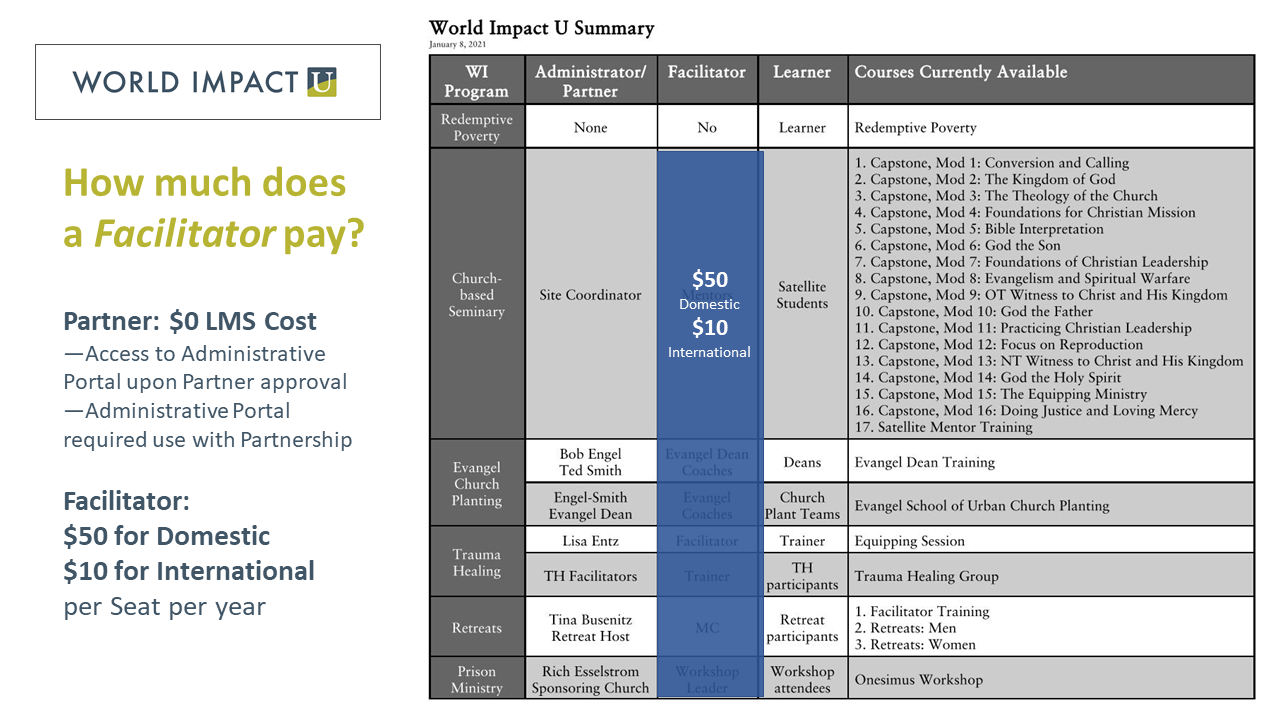 WORLD IMPACT U
How much does
a Facilitator pay?
Partner: $0 LMS Cost
—Access to Administrative
Portal upon Partner approval
—Administrative Portal
required use with Partnership
Facilitator:
$50 for Domestic
$10 for International
per Seat per year
World Impact U Summary
January 8, 2021
WI Program
Administrator/ Partner
Facilitator
Learner
Courses Currently Available
Redemptive Poverty
None
No
Learner
Redemptive Poverty
Church-based Seminary
Site Coordinator
Mentors
$50
Domestic
$10
International
Satellite Students
1. Capstone, Mod 1: Conversion and Calling
2. Capstone, Mod 2: The Kingdom of God
3. Capstone, Mod 3: The Theology of the Church
4. Capstone, Mod 4: Foundations for Christian Mission
5. Capstone, Mod 5: Bible Interpretation
6. Capstone, Mod 6: God the Son
7. Capstone, Mod 7: Foundations of Christian Leadership
8. Capstone, Mod 8: Evangelism and Spiritual Warfare
9. Capstone, Mod 9: OT Witness to Christ and His Kingdom
10. Capstone, Mod 10: God the Father
11. Capstone, Mod 11: Practicing Christian Leadership
12. Capstone, Mod 12: Focus on Reproduction
13. Capstone, Mod 13: NT Witness to Christ and His Kingdom
14. Capstone, Mod 14: God the Holy Spirit
15. Capstone, Mod 15: The Equipping Ministry
16. Capstone, Mod 16: Doing Justice and Loving Mercy
17. Satellite Mentor Training
Evangel Church Planting
Bob Engel
Ted Smith
Evangel Dean
Coaches
Deans
Evangel Dean Training
Engel-Smith
Evangel Dean
Evangel
Coaches
Church
Plant Teams
Evangel School of Urban Church Planting
Trauma Healing
Lisa Entz
Facilitator
Trainer
Equipping Session
TH Facilitators
Trainer
TH
participants
Trauma Healing Group
Retreats
Tina Busenitz
Retreat Host
MC
Retreat
participants
1. Facilitator Training
2. Retreats: Men
3. Retreats: Women
Prison Ministry
Rich Esselstrom
Sponsoring Church
Workshop
Leader
Workshop
attendees
Onesimus Workshop